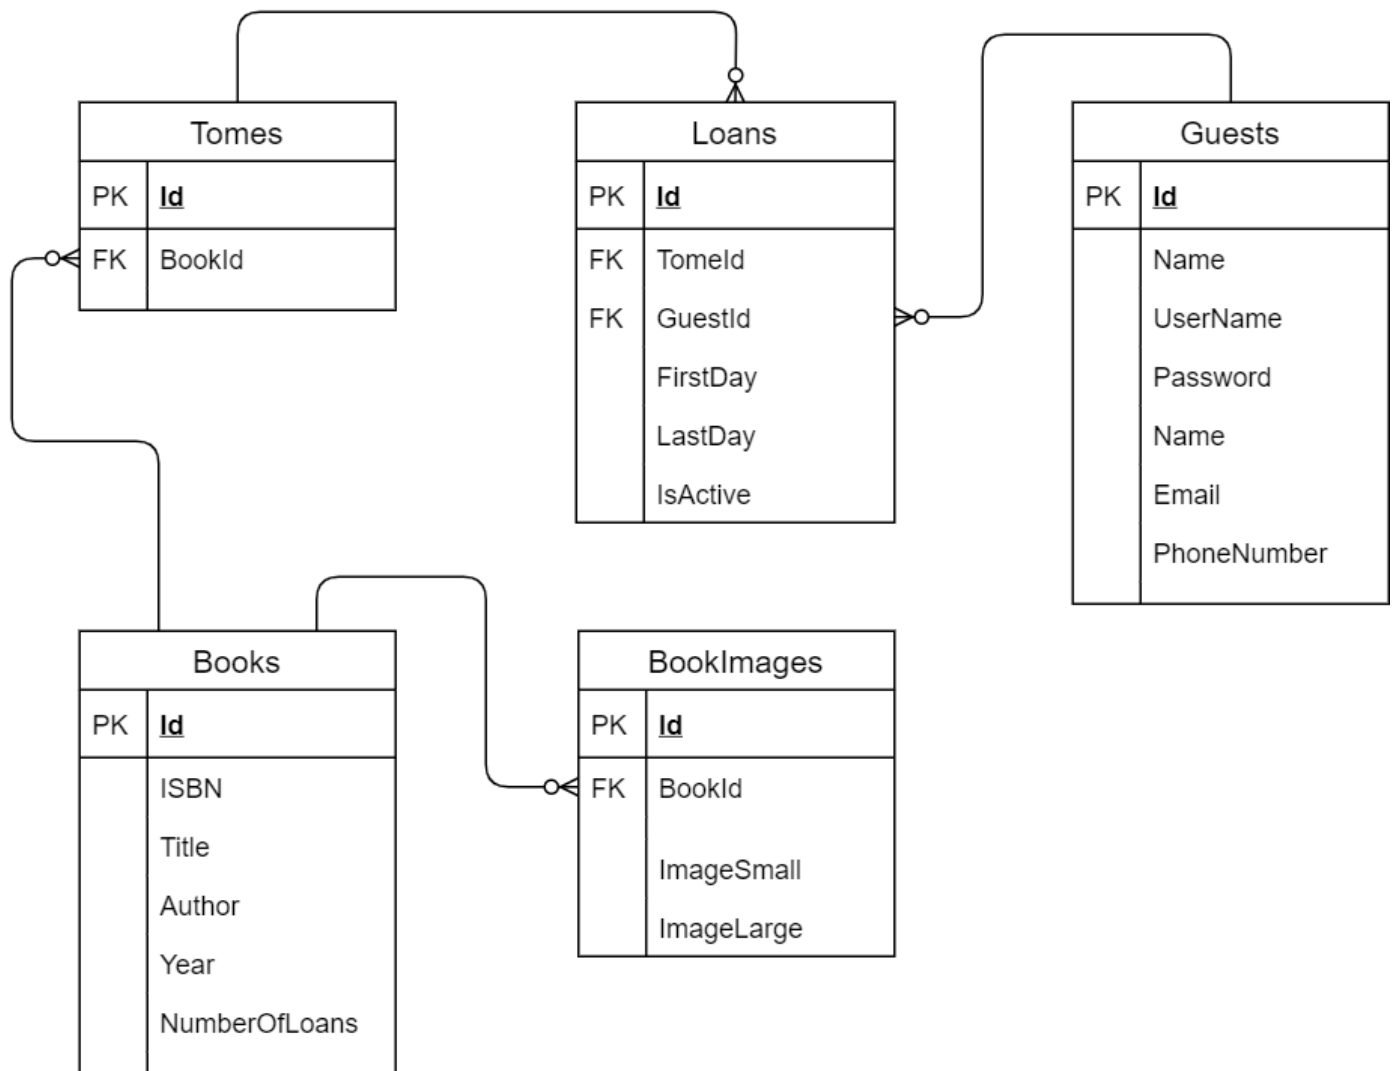 Tomes
PK Id
FK BookId
Loans
PK Id
FK TomeId
FK GuestId
FirstDay
LastDay
IsActive
Guests
PK Id
Name
UserName
Password
Name
Email
PhoneNumber
Books
PK Id
ISBN
Title
Author
Year
NumberOfLoans
BookImages
PK Id
FK BookId
ImageSmall
ImageLarge